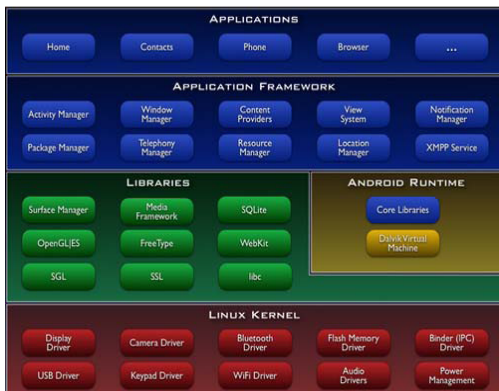 APPLICATIONS
Home
Contacts
Phone
Browser
...
APPLICATION FRAMEWORK
Activity Manager
Window
Manager
Content
Providers
View
System
Notification
Manager
Package Manager
Telephony
Manager
Resource
Manager
Location
Manager
XMPP Service
LIBRARIES
Surface Manager
Media
Framework
SQLite
OpenGL|ES
FreeType
WebKit
SGL
SSL
libc
ANDROID RUNTIME
Core Libraries
Dalvik Virtual
Machine
LINUX KERNEL
Display
Driver
Camera Driver
Bluetooth
Driver
Flash Memory
Driver
Binder (IPC)
Driver
USB Driver
Keypad Driver
WiFi Driver
Audio
Drivers
Power
Management